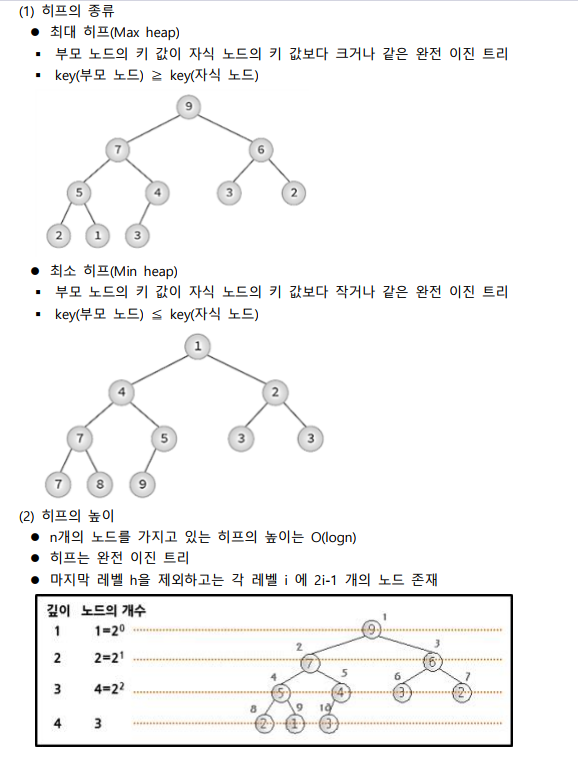 (1) 히프의 종류
● 최대 히프(Max heap)
▪ 부모 노드의 키 값이 자식 노드의 키 값보다 크거나 같은 완전 이진 트리
▪ key(부모 노드) ≧ key(자식 노드)
9
7 6
5 4 3 2
2 1 3
● 최소 히프(Min heap)
▪ 부모 노드의 키 값이 자식 노드의 키 값보다 작거나 같은 완전 이진 트리
▪ key(부모 노드) ≦ key(자식 노드)
1
4 2
7 5 3 3
7 8 9
(2) 히프의 높이
● n개의 노드를 가지고 있는 히프의 높이는 O(logn)
● 히프는 완전 이진 트리
● 마지막 레벨 h을 제외하고는 각 레벨 i 에 2i-1 개의 노드 존재
깊이 노드의 개수
1
1 1=2⁰ 9
2 3
2 2=2¹ 7 6
4 5 6 7
3 4=2² 5 4 3 2
8 9 10
4 3 2 1 3